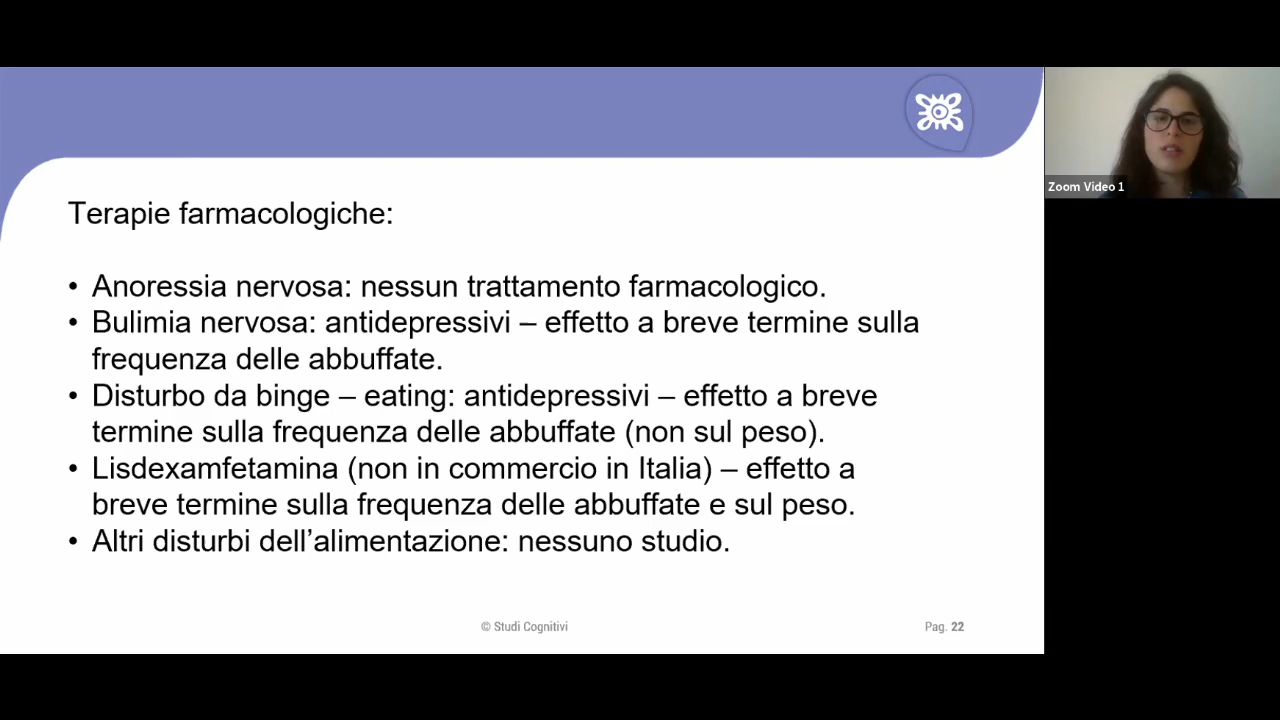 Terapie farmacologiche:
• Anoressia nervosa: nessun trattamento farmacologico.
• Bulimia nervosa: antidepressivi – effetto a breve termine sulla
frequenza delle abbuffate.
• Disturbo da binge – eating: antidepressivi – effetto a breve
termine sulla frequenza delle abbuffate (non sul peso).
• Lisdexamfetamina (non in commercio in Italia) – effetto a
breve termine sulla frequenza delle abbuffate e sul peso.
• Altri disturbi dell’alimentazione: nessuno studio.
© Studi Cognitivi
Pag. 22
Zoom Video 1